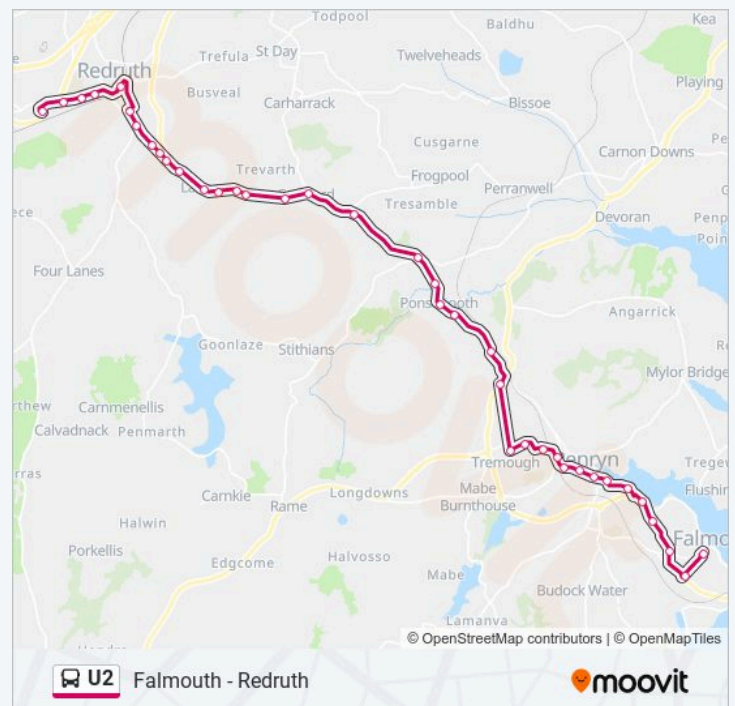 Todpool
Baldhu
Kea
Trefula
St Day
Twelveheads
Redruth
Playing
Busveal
Carharrack
Bissoe
Cusgarne
Carnon Downs
Trevarth
Frogpool
Perranwell
Tresamble
Devoran
Four Lanes
Angarrick
Goonlaze
Stithians
Mylor Bridge
Carnmenellis
Calvadnack
Penmarth
Tremough
Carnkie
Longdowns
Mabe
Burnthouse
Rame
Halwin
Porkellis
Halvosso
Edgcome
Mabe
Budock Water
Lamanva
© OpenStreetMap contributors | © OpenMapTiles
U2 Falmouth - Redruth
moovit